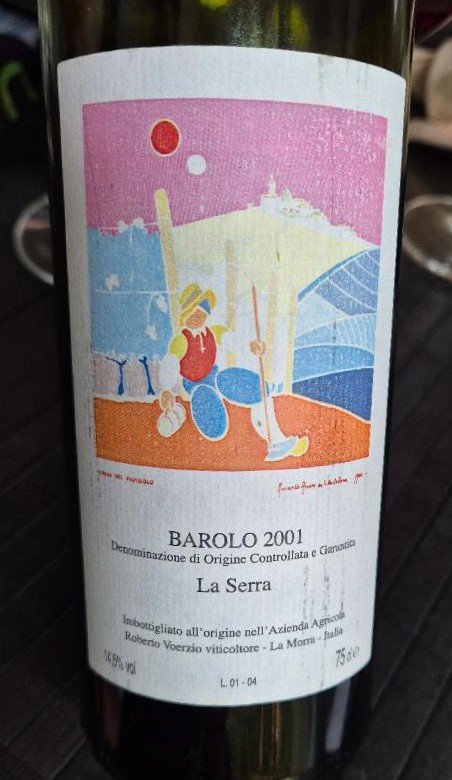 BAROLO 2001
Denominazione di Origine Controllata e Garantita
La Serra
Imbottigliato all'origine nell'Azienda Agricola
Roberto Voerzio viticoltore - La Morra - Italia
14,5% vol
75 cl e
L. 01 - 04